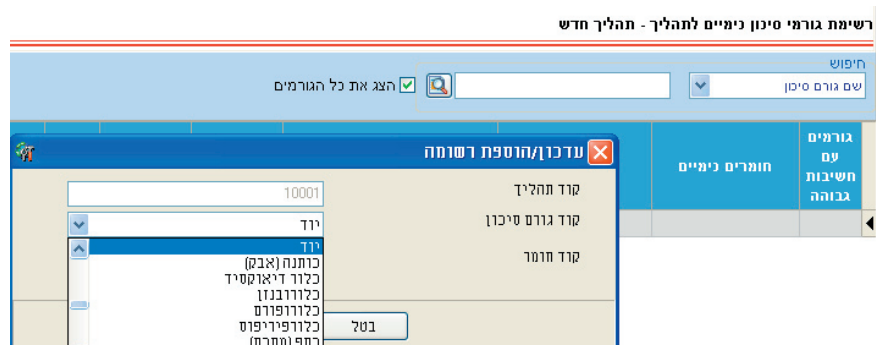 רשימת גורמי סיכון כימיים לתהליך - תהליך חדש
חיפוש
שם גורם סיכון
הצג את כל הגורמים
גורמים
עם
חשיבות
גבוהה
חומרים כימיים
עדכון/הוספת רשומה
קוד תהליך
10001
קוד גורם סיכון
יוד
קוד חומר
יוד
כותנה (אבק)
כלור דיאוקסיד
כלורובנזן
כלורופורם
כלורפיריפוס
כסף (מתכת)
בטל